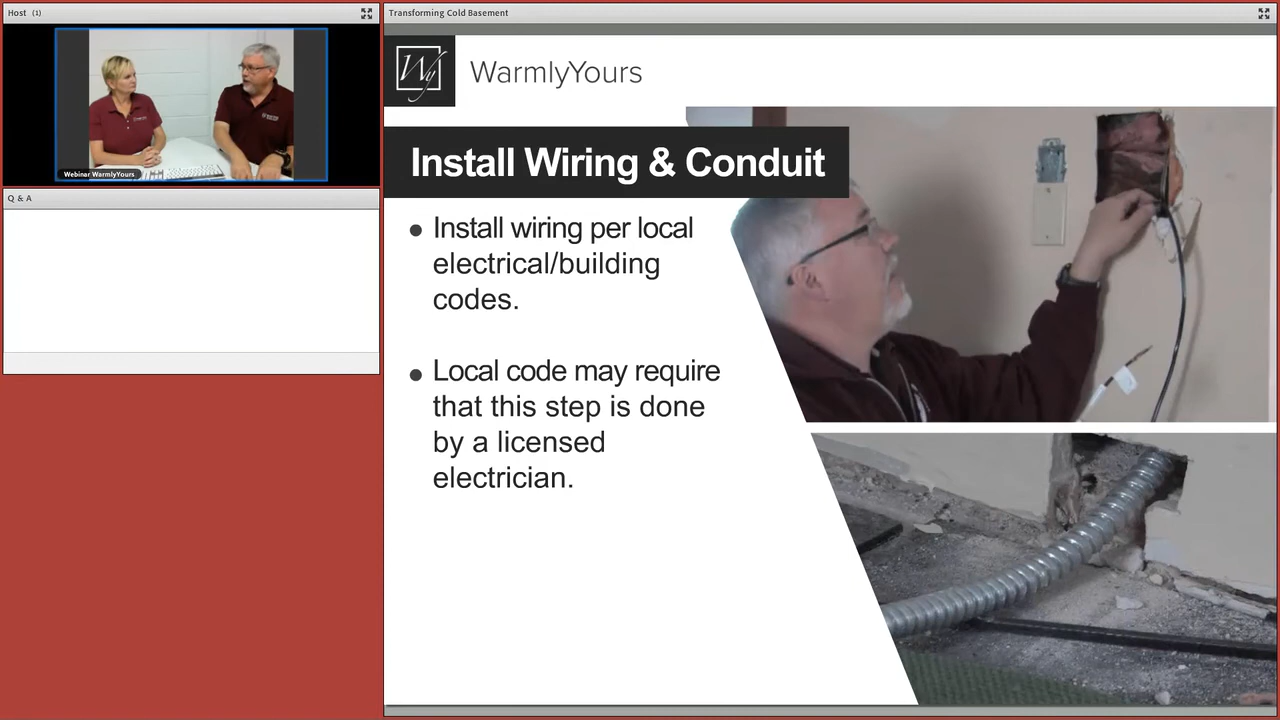 Host (1)
Webinar WarmlyYours
Q & A
Transforming Cold Basement
Wy
WarmlyYours
Install Wiring & Conduit
● Install wiring per local
electrical/building
codes.
● Local code may require
that this step is done
by a licensed
electrician.